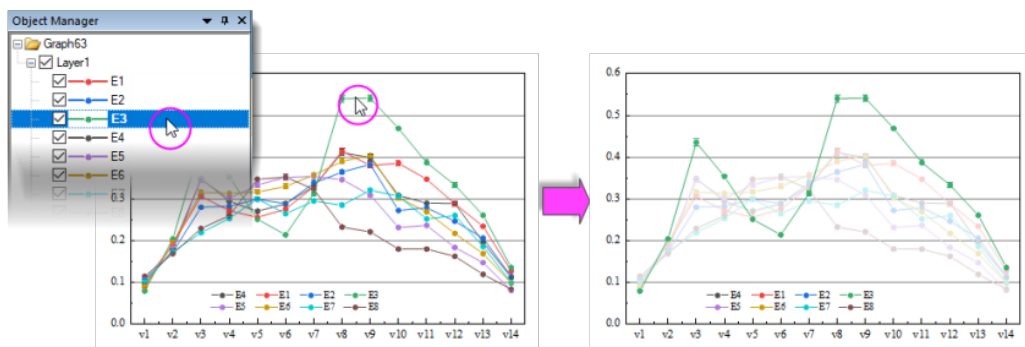 Object Manager
Graph63
Layer1
E1
E2
E3
E4
E5
E6
E7
0.3
0.2
0.1
0.0
E4 E1 E2 E3
E5 E6 E7 E8
v1 v2 v3 v4 v5 v6 v7 v8 v9 v10 v11 v12 v13 v14
0.6
0.5
0.4
0.3
0.2
0.1
0.0
E4 E1 E2 E3
E5 E6 E7 E8
v1 v2 v3 v4 v5 v6 v7 v8 v9 v10 v11 v12 v13 v14